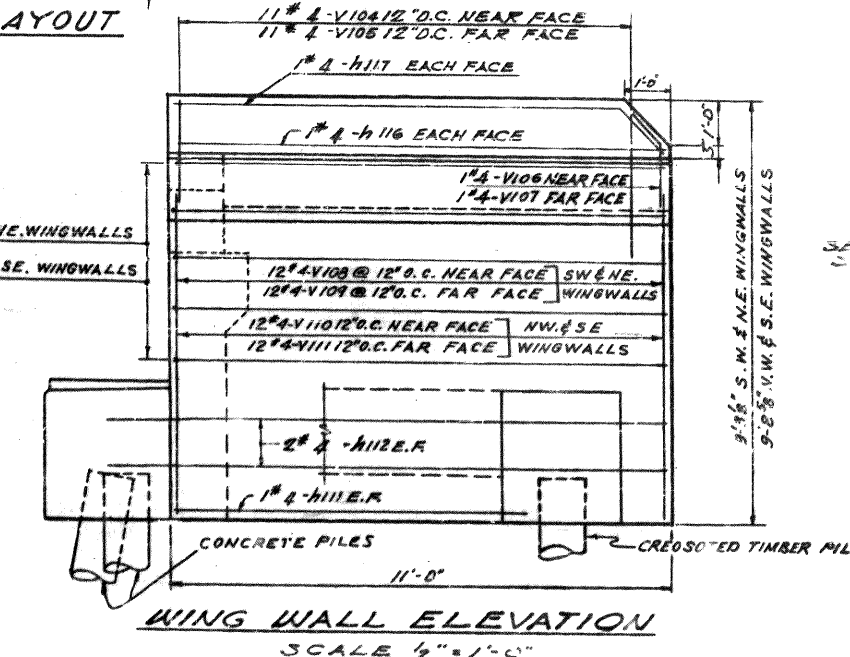 AYOUT
11#4-V104 12"O.C. NEAR FACE
11#4-V105 12"O.C. FAR FACE
1#4-h117 EACH FACE
1'-0"
1#4-h116 EACH FACE
1'-0"
1#4-V106 NEAR FACE
1#4-V107 FAR FACE
N.E. WINGWALLS
SE. WINGWALLS
12#4-V108 @ 12"O.C. NEAR FACE SW & NE.
12#4-V109 @ 12"O.C. FAR FACE WINGWALLS
12#4-V110 12"O.C. NEAR FACE NW. & SE
12#4-V111 12"O.C. FAR FACE WINGWALLS
S.W. & N.E. WINGWALLS
& S.E. WINGWALLS
2#4-h112 E.F.
1#4-h111 E.F.
CONCRETE PILES
CREOSOTED TIMBER PIL
11'-0"
WING WALL ELEVATION
SCALE 1/2"=1'-0"